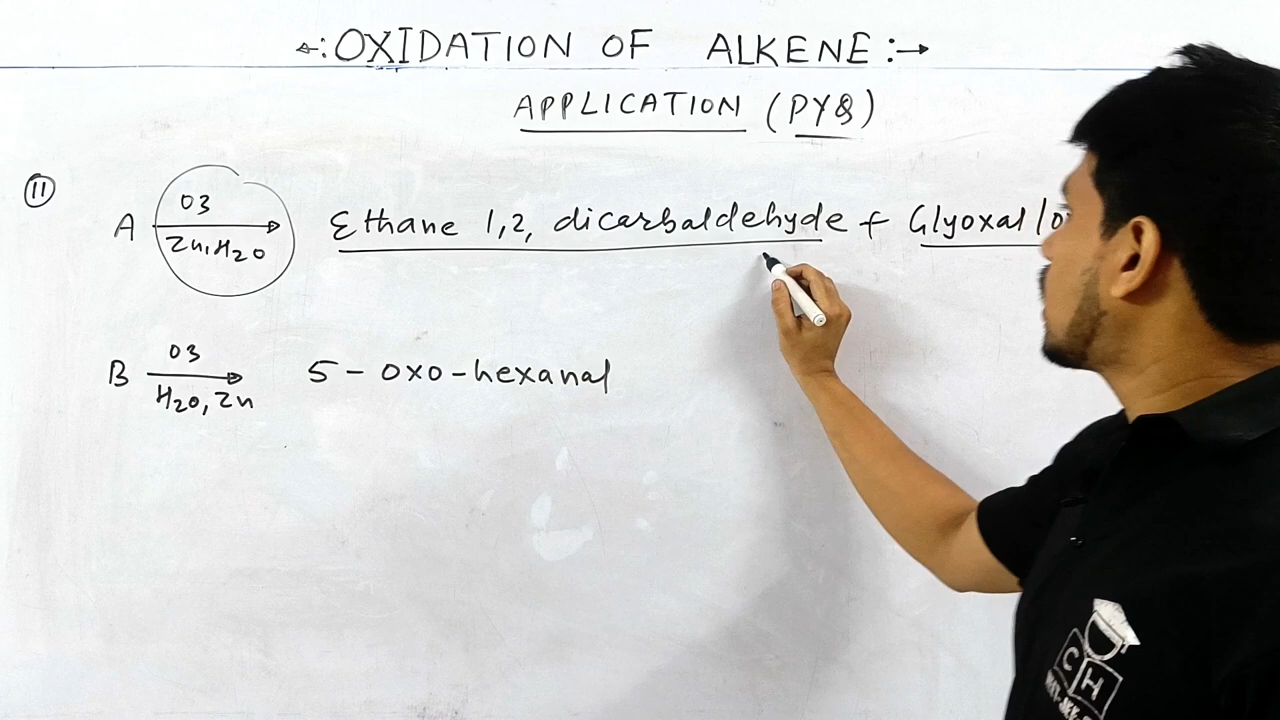 ←: OXIDATION OF ALKENE :→
APPLICATION (PYQ)
11
A O3 Ethane 1,2, dicarbaldehyde + Glyoxal/o
Zn, H2O
B O3 5 - oxo-hexanal
H2O, Zn
C
H